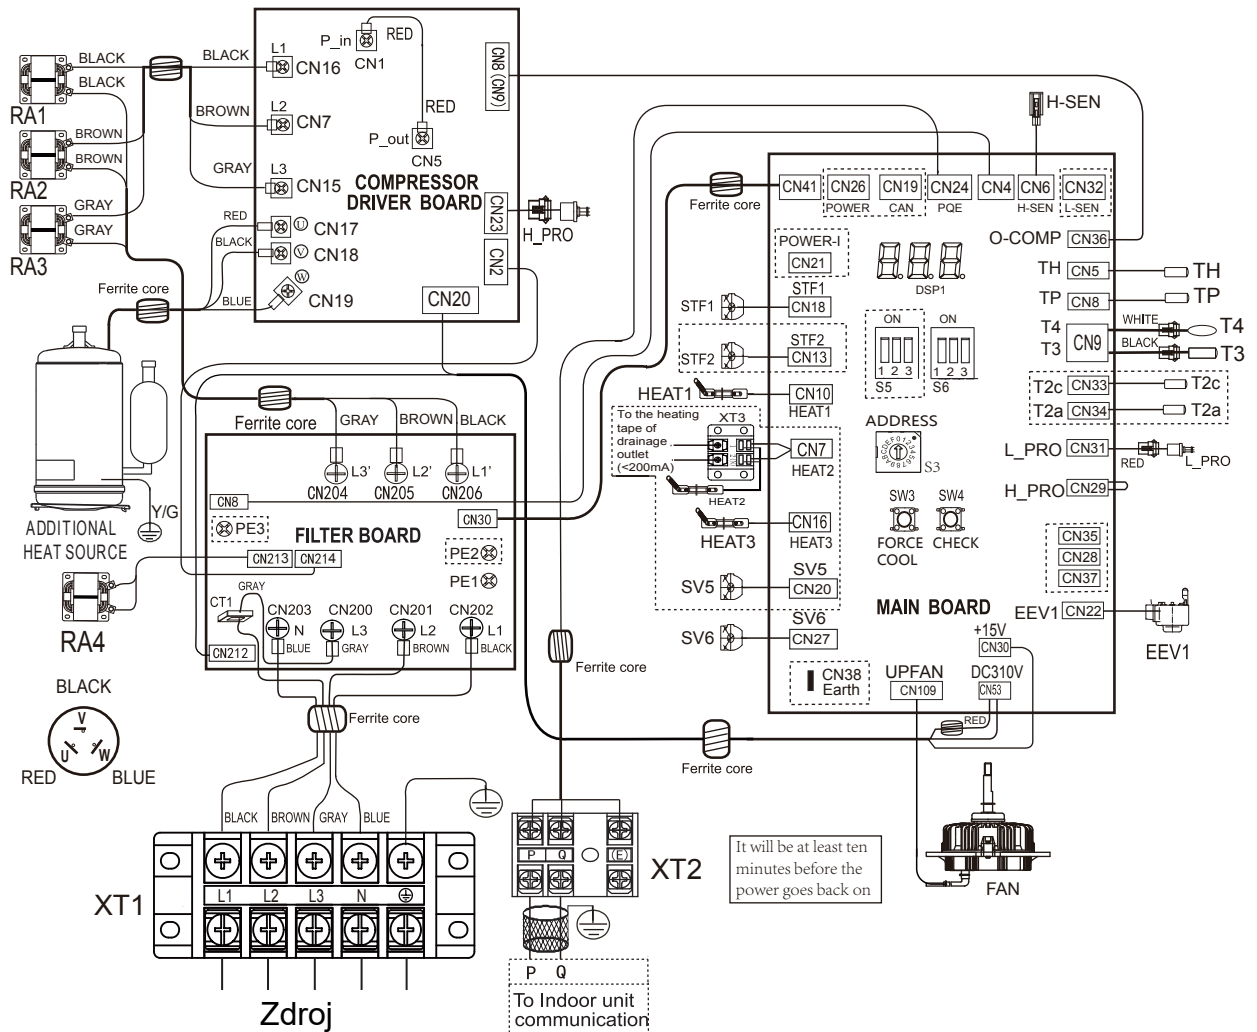 BLACK
BLACK
RA1
BROWN
BROWN
RA2
GRAY
GRAY
RA3
BLACK
L1
CN16
BROWN
L2
CN7
GRAY
L3
CN15
P_in
CN1
RED
RED
P_out
CN5
CN8 (CN9)
COMPRESSOR
DRIVER BOARD
RED
U
CN17
BLACK
V
CN18
BLUE
W
CN19
CN23
H_PRO
CN2
CN20
Ferrite core
Ferrite core
GRAY
BROWN
BLACK
L3'
L2'
L1'
CN204
CN205
CN206
CN8
CN30
PE3
FILTER BOARD
CN213
CN214
PE2
PE1
Y/G
ADDITIONAL
HEAT SOURCE
RA4
GRAY
CT1
CN203
CN200
CN201
CN202
N
L3
L2
L1
BLUE
GRAY
BROWN
BLACK
CN212
Ferrite core
BLACK
V
U
W
RED
BLUE
BLACK
BROWN
GRAY
BLUE
XT1
L1
L2
L3
N
Zdroj
Ferrite core
H-SEN
CN41
CN26
CN19
CN24
CN4
CN6
CN32
POWER
CAN
PQE
H-SEN
L-SEN
POWER-I
CN21
DSP1
O-COMP
CN36
TH
CN5
TH
TP
CN8
TP
T4
T3
CN9
WHITE
BLACK
T4
T3
T2c
CN33
T2c
T2a
CN34
T2a
L_PRO
CN31
RED
L_PRO
H_PRO
CN29
STF1
STF1
CN18
STF2
STF2
CN13
HEAT1
CN10
HEAT1
To the heating
tape of
drainage
outlet
(<200mA)
XT3
CN7
HEAT2
HEAT2
HEAT3
CN16
HEAT3
SV5
SV5
CN20
SV6
SV6
CN27
ON
1 2 3
S5
ON
1 2 3
S6
ADDRESS
0123456789ABCDEF
S3
SW3
SW4
FORCE
COOL
CHECK
CN35
CN28
CN37
MAIN BOARD
EEV1
CN22
EEV1
+15V
CN30
CN38
Earth
UPFAN
CN109
DC310V
CN53
RED
Ferrite core
Ferrite core
FAN
P
Q
(E)
XT2
It will be at least ten
minutes before the
power goes back on
P
Q
To Indoor unit
communication